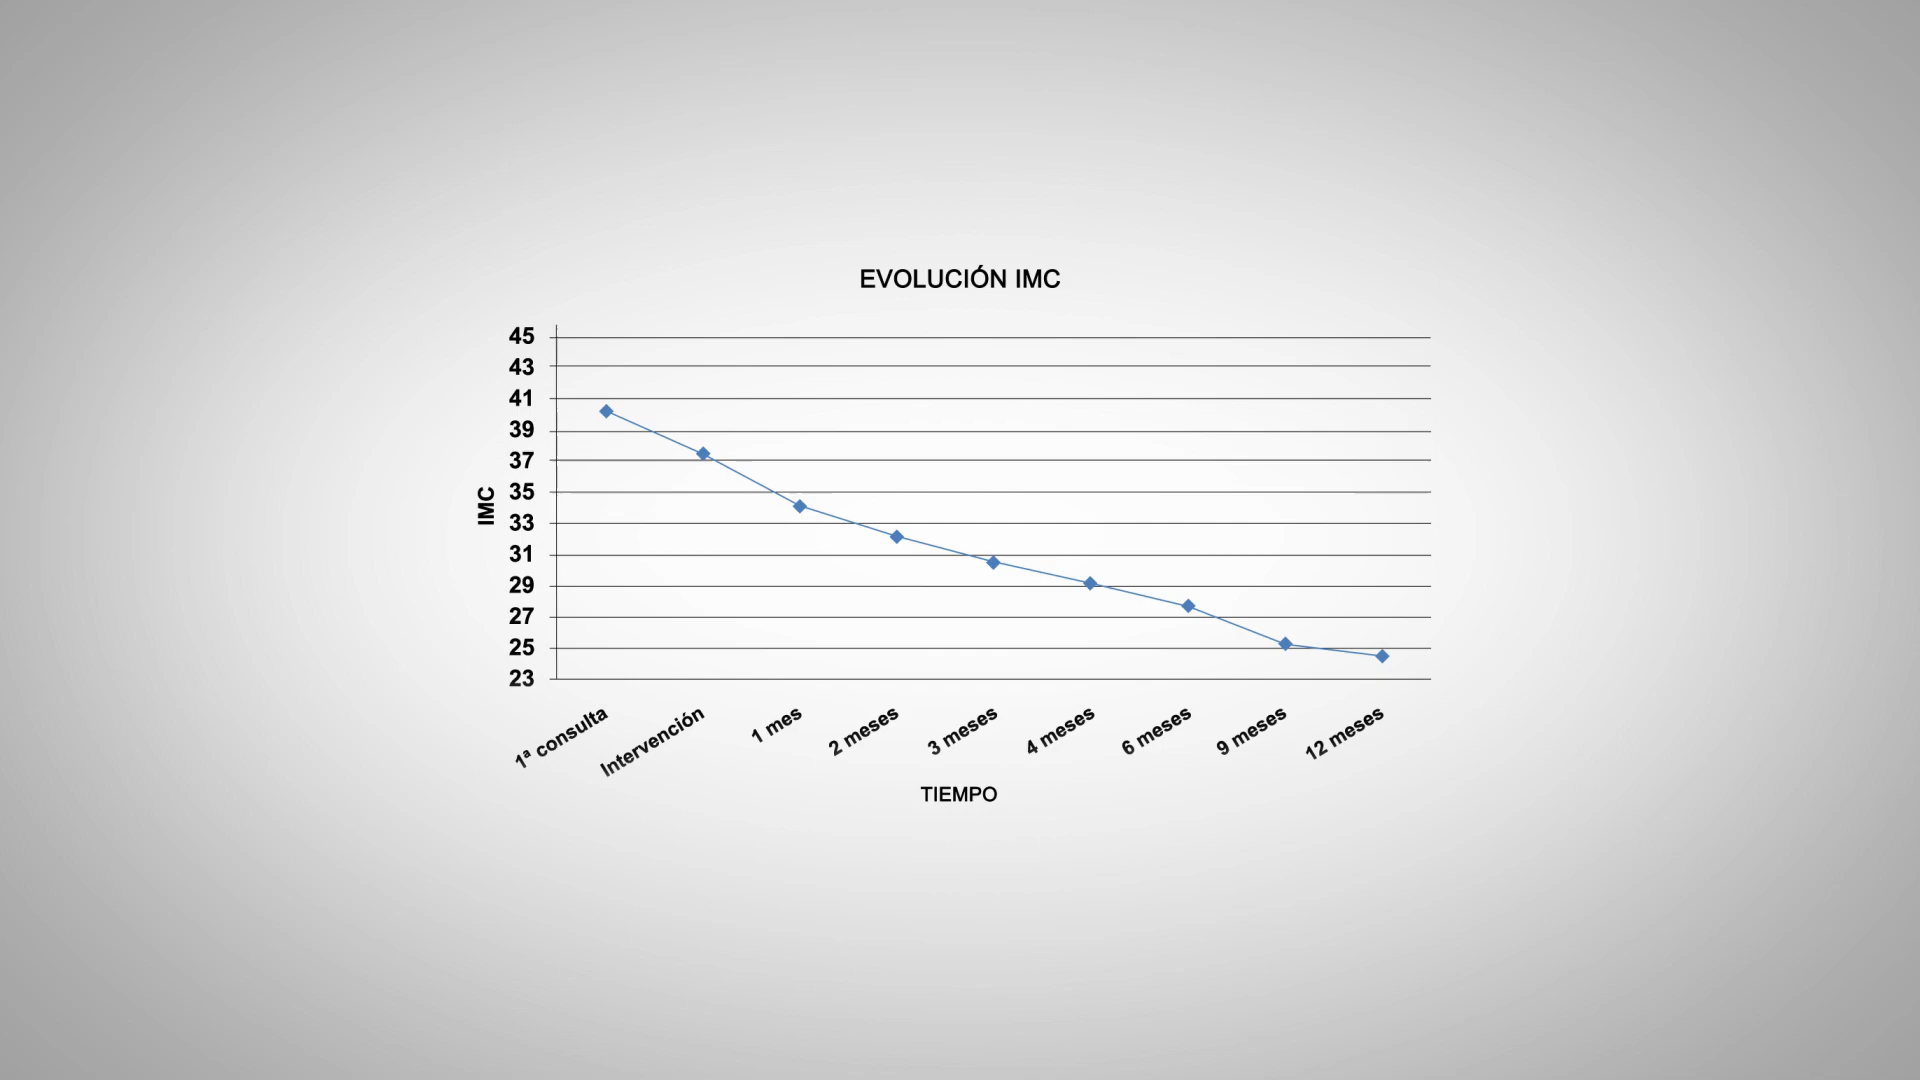 EVOLUCIÓN IMC
45
43
41
39
37
35
33
31
29
27
25
23
IMC
1ª consulta
Intervención
1 mes
2 meses
3 meses
4 meses
6 meses
9 meses
12 meses
TIEMPO